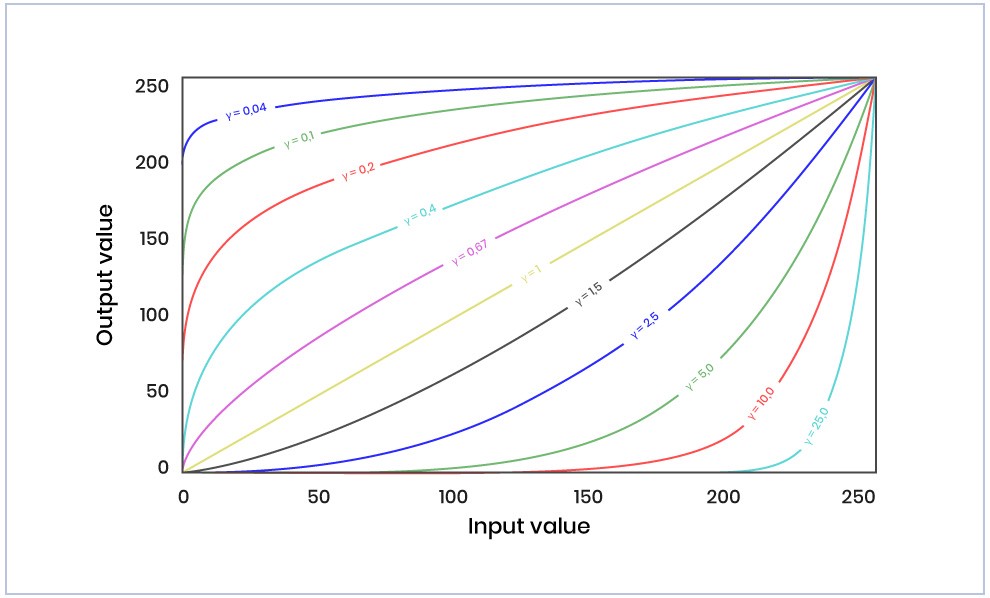 250
200
150
100
50
0
Output value
γ = 0,04
γ = 0,1
γ = 0,2
γ = 0,4
γ = 0,67
γ = 1
γ = 1,5
γ = 2,5
γ = 5,0
γ = 10,0
γ = 25,0
0 50 100 150 200 250
Input value